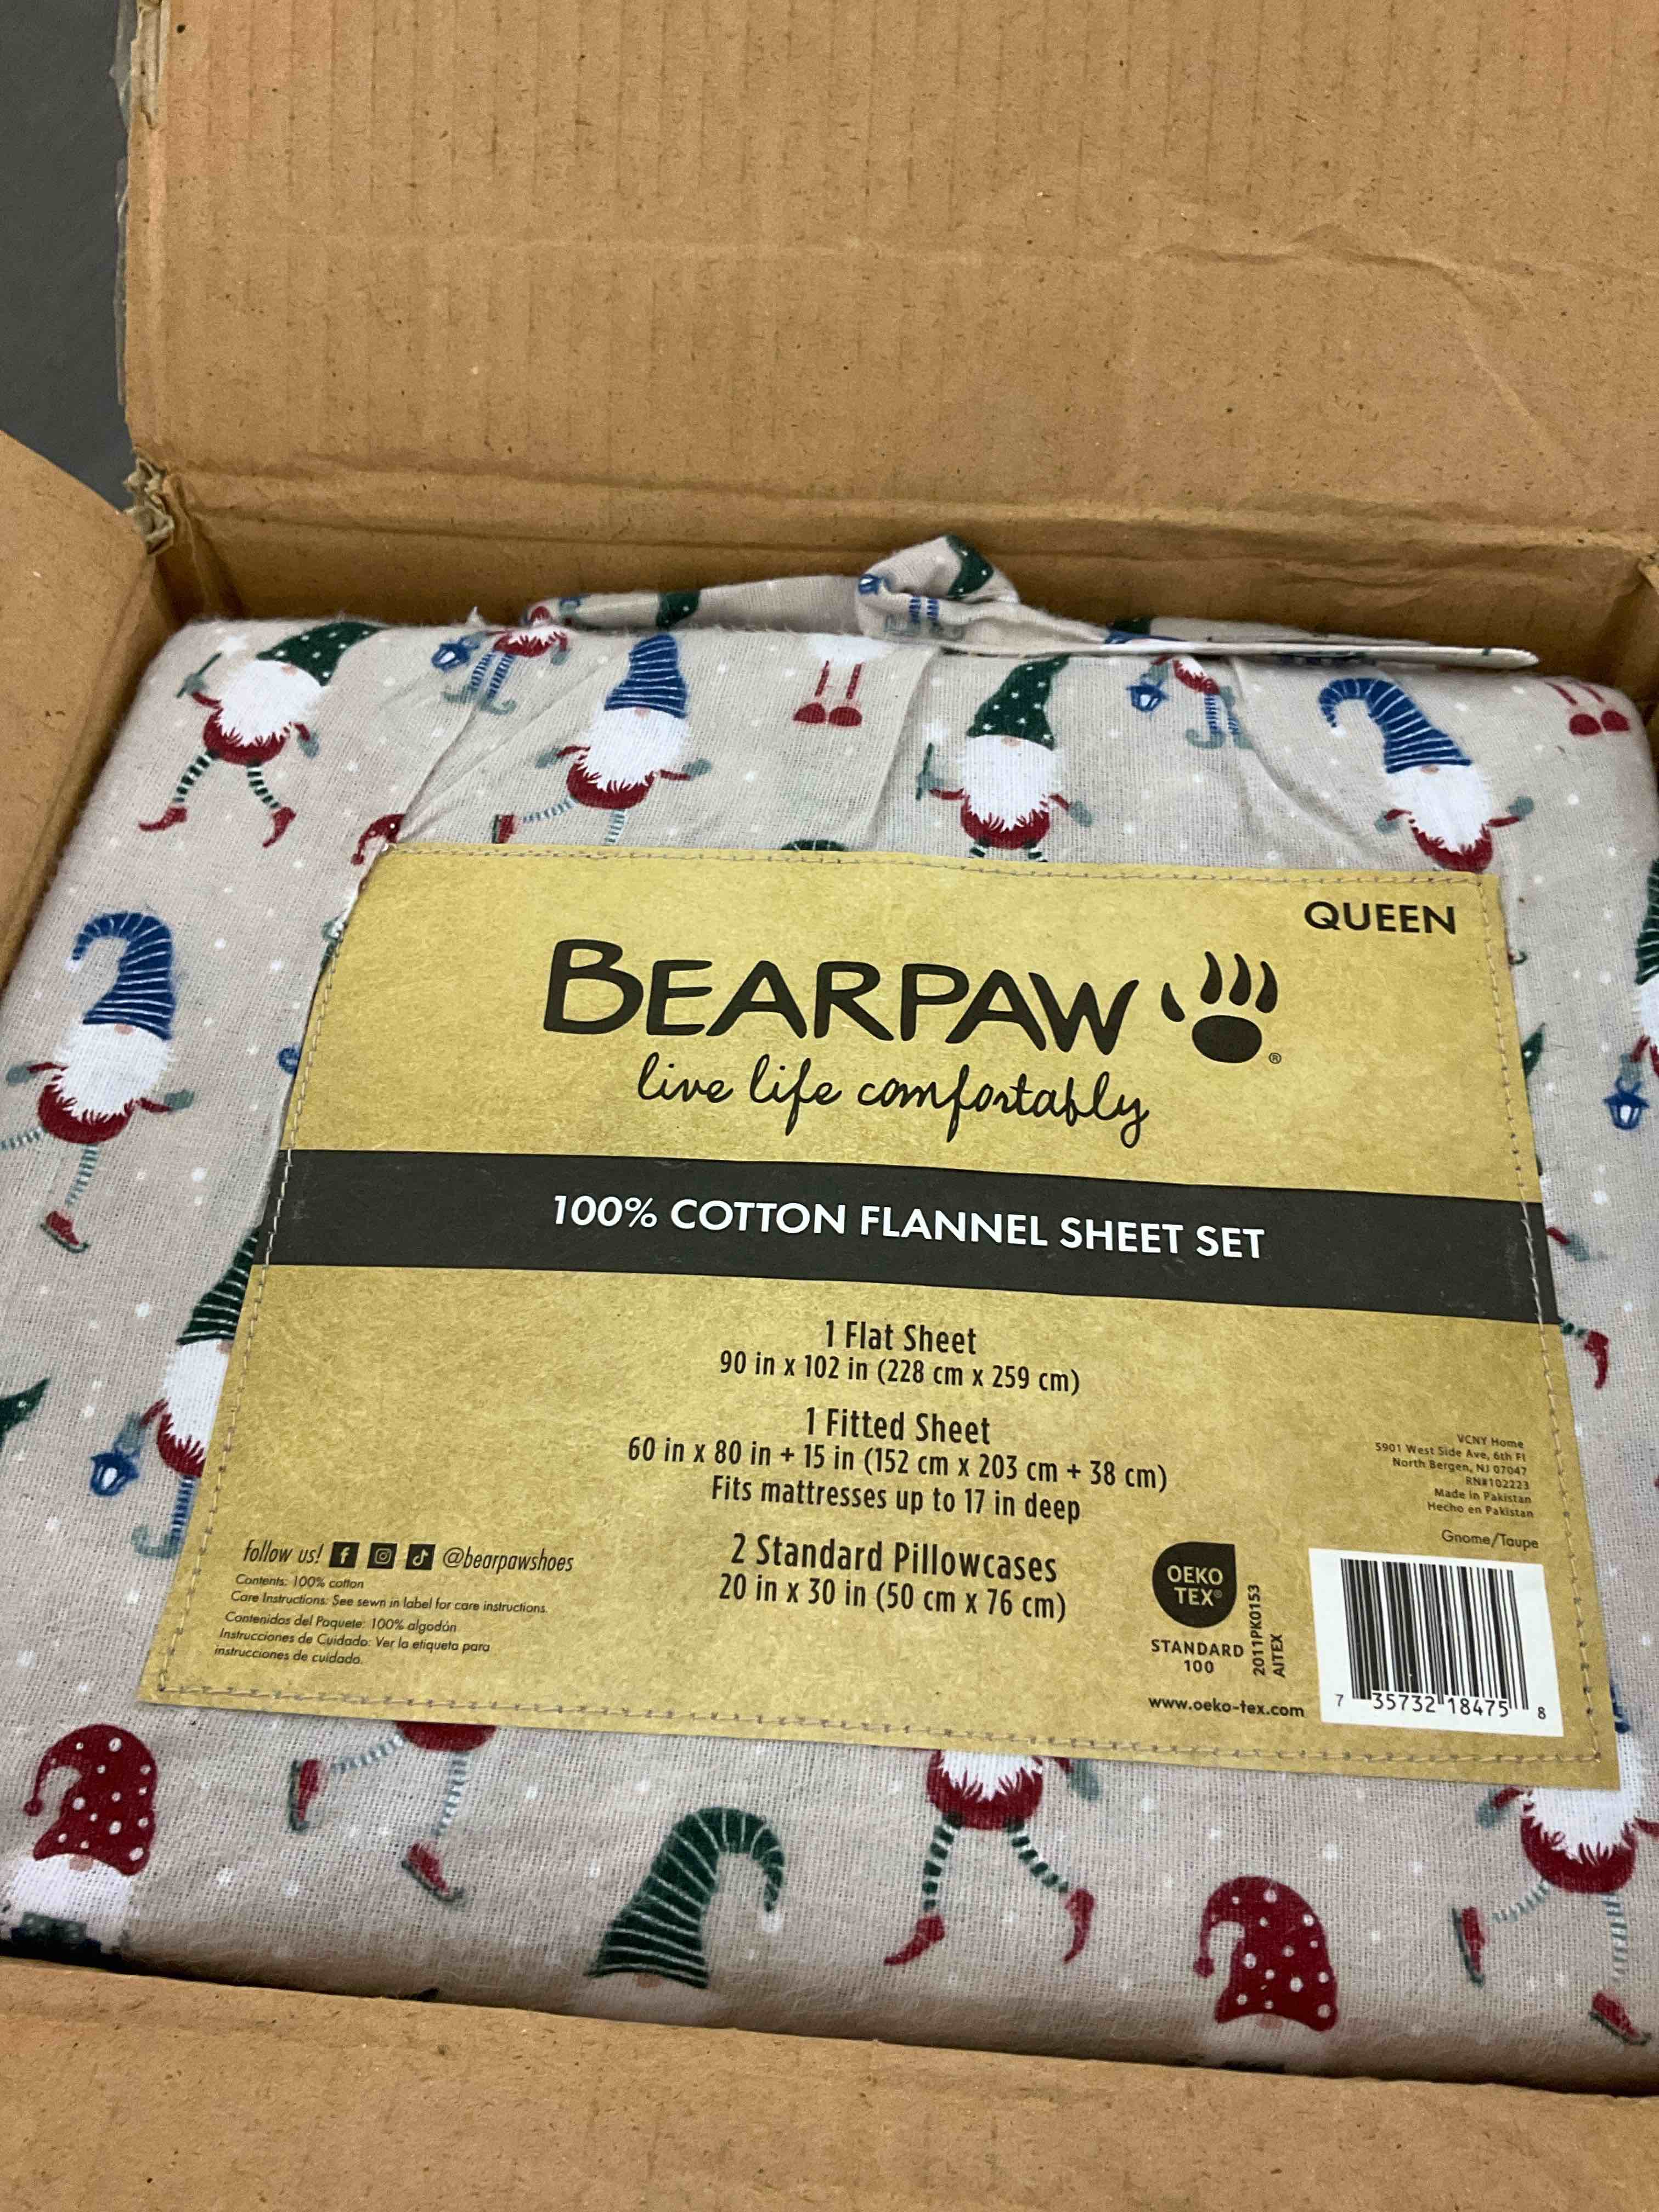 QUEEN
BEARPAW ®
live life comfortably
100% COTTON FLANNEL SHEET SET
1 Flat Sheet
90 in x 102 in (228 cm x 259 cm)
1 Fitted Sheet
60 in x 80 in + 15 in (152 cm x 203 cm + 38 cm)
Fits mattresses up to 17 in deep
2 Standard Pillowcases
20 in x 30 in (50 cm x 76 cm)
follow us! @bearpawshoes
Contents: 100% cotton
Care Instructions: See sewn in label for care instructions.
Contenidos del Paquete: 100% algodón
Instrucciones de Cuidado: Ver la etiqueta para
instrucciones de cuidado.
OEKO
TEX®
STANDARD
100
2011PK0153
AITEX
www.oeko-tex.com
VCNY Home
5901 West Side Ave, 6th Fl
North Bergen, NJ 07047
RN#102223
Made in Pakistan
Hecho en Pakistan
Gnome/Taupe
7 35732 18475 8